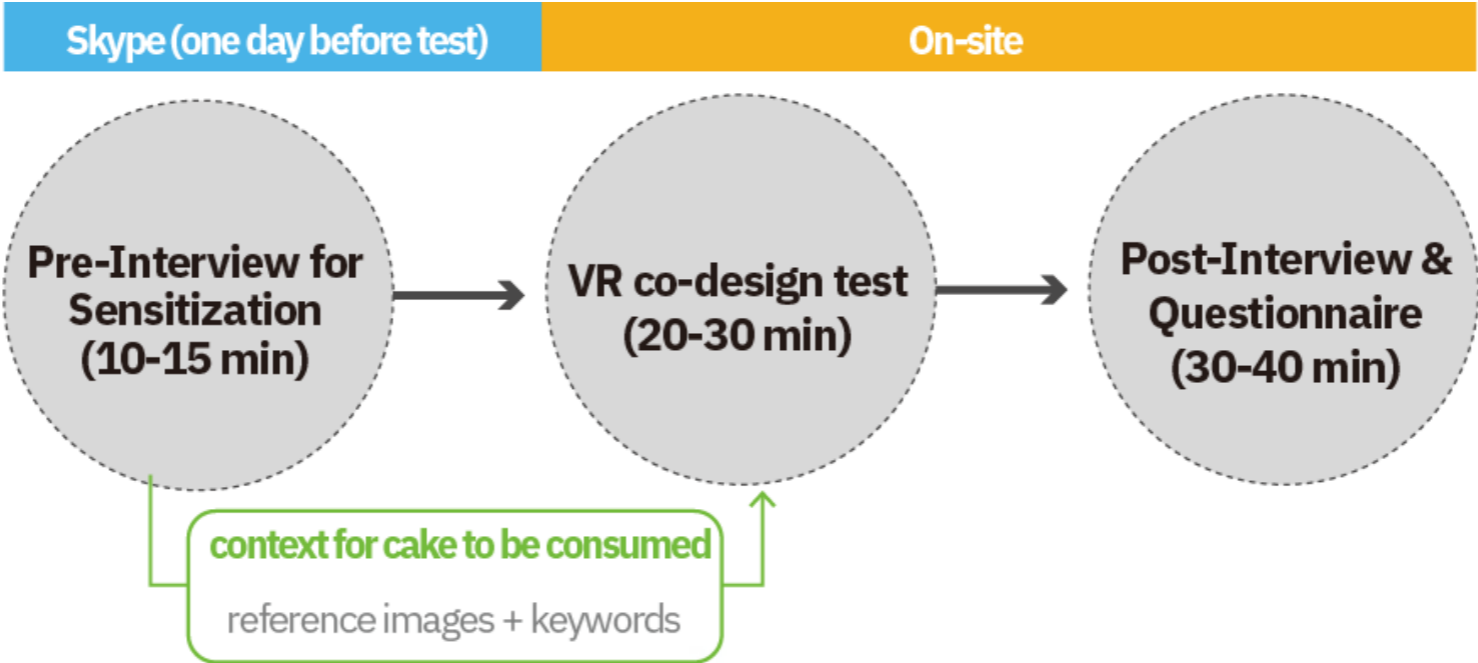 Skype (one day before test)
On-site
Pre-Interview for
Sensitization
(10-15 min)
VR co-design test
(20-30 min)
Post-Interview &
Questionnaire
(30-40 min)
context for cake to be consumed
reference images + keywords